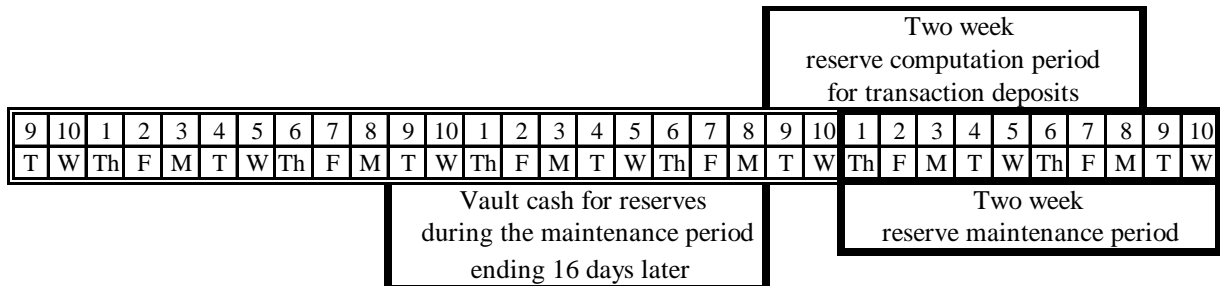 Two week
reserve computation period
for transaction deposits
9 10 1 2 3 4 5 6 7 8 9 10 1 2 3 4 5 6 7 8 9 10 1 2 3 4 5 6 7 8 9 10
T W Th F M T W Th F M T W Th F M T W Th F M T W Th F M T W Th F M T W
Vault cash for reserves
during the maintenance period
ending 16 days later
Two week
reserve maintenance period